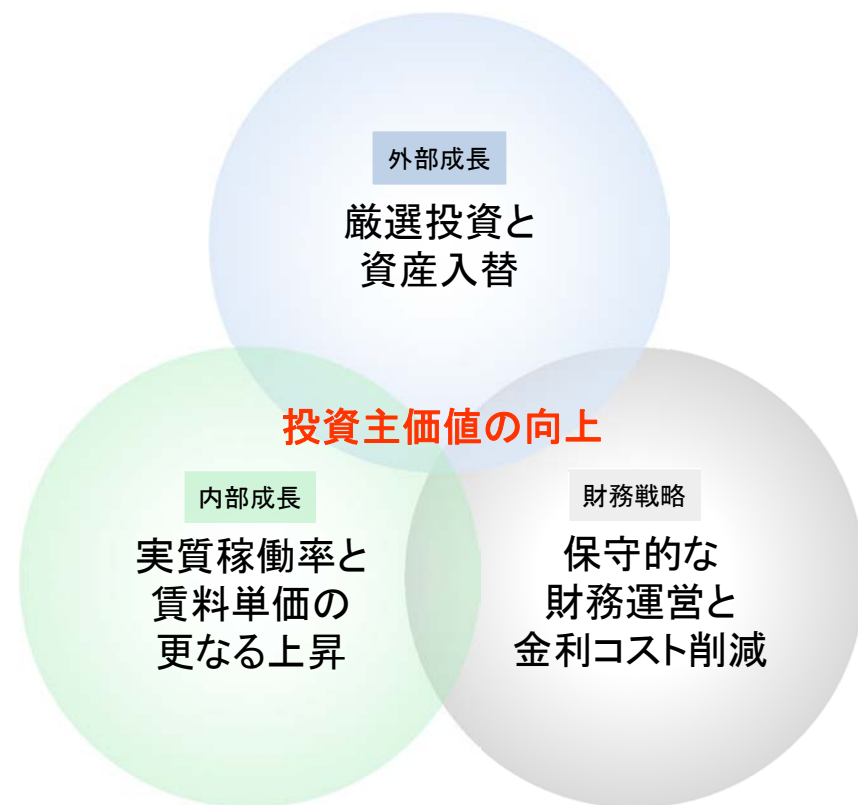 外部成長
厳選投資と
資産入替
投資主価値の向上
内部成長
実質稼働率と
賃料単価の
更なる上昇
財務戦略
保守的な
財務運営と
金利コスト削減